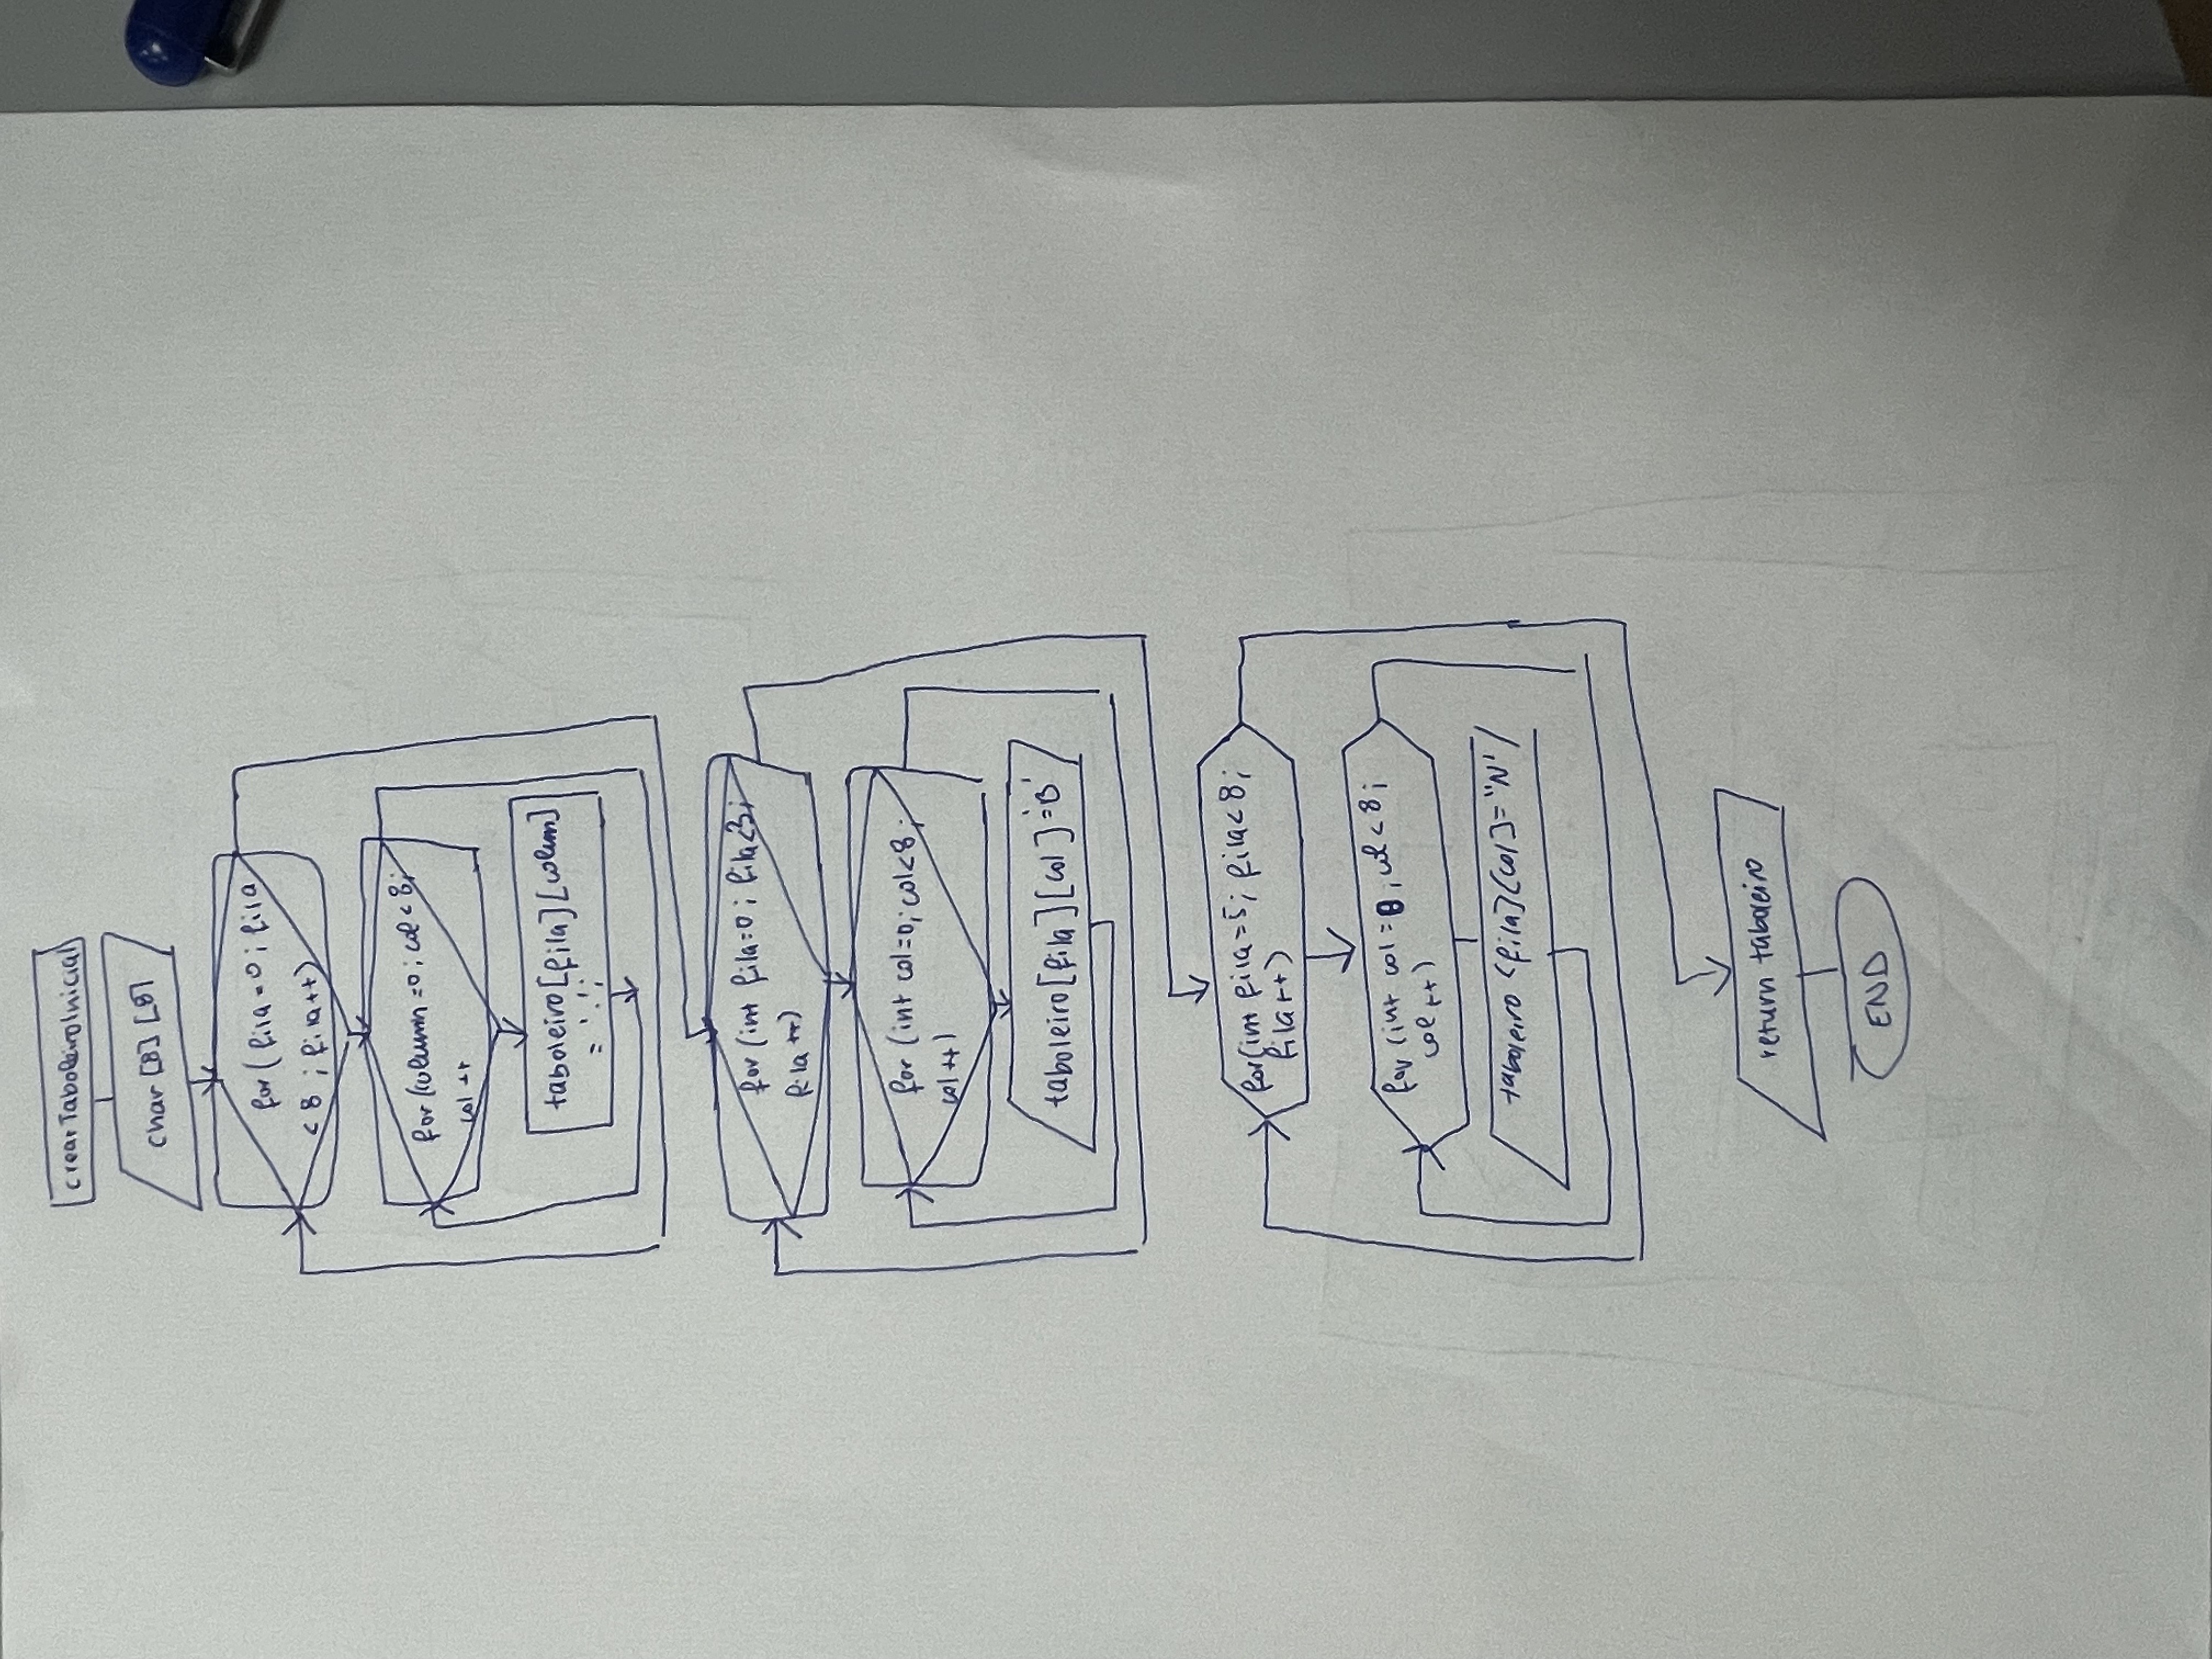 crearTaboleiroInicial
char [8] [8]
for ( fila = 0 ; fila
< 8 ; fila ++)
for (column = 0 ; col < 8;
col ++
taboleiro [fila] [colum]
= '.';
for (int fila=0 ; fila<3;
fila ++)
for (int col=0; col<8;
col ++)
taboleiro [fila] [col] ='B'
for(int fila=5; fila<8;
fila++)
for (int col = 0 ; col < 8;
col ++)
taboleiro <fila] (col] = "N'
return taboleiro
END